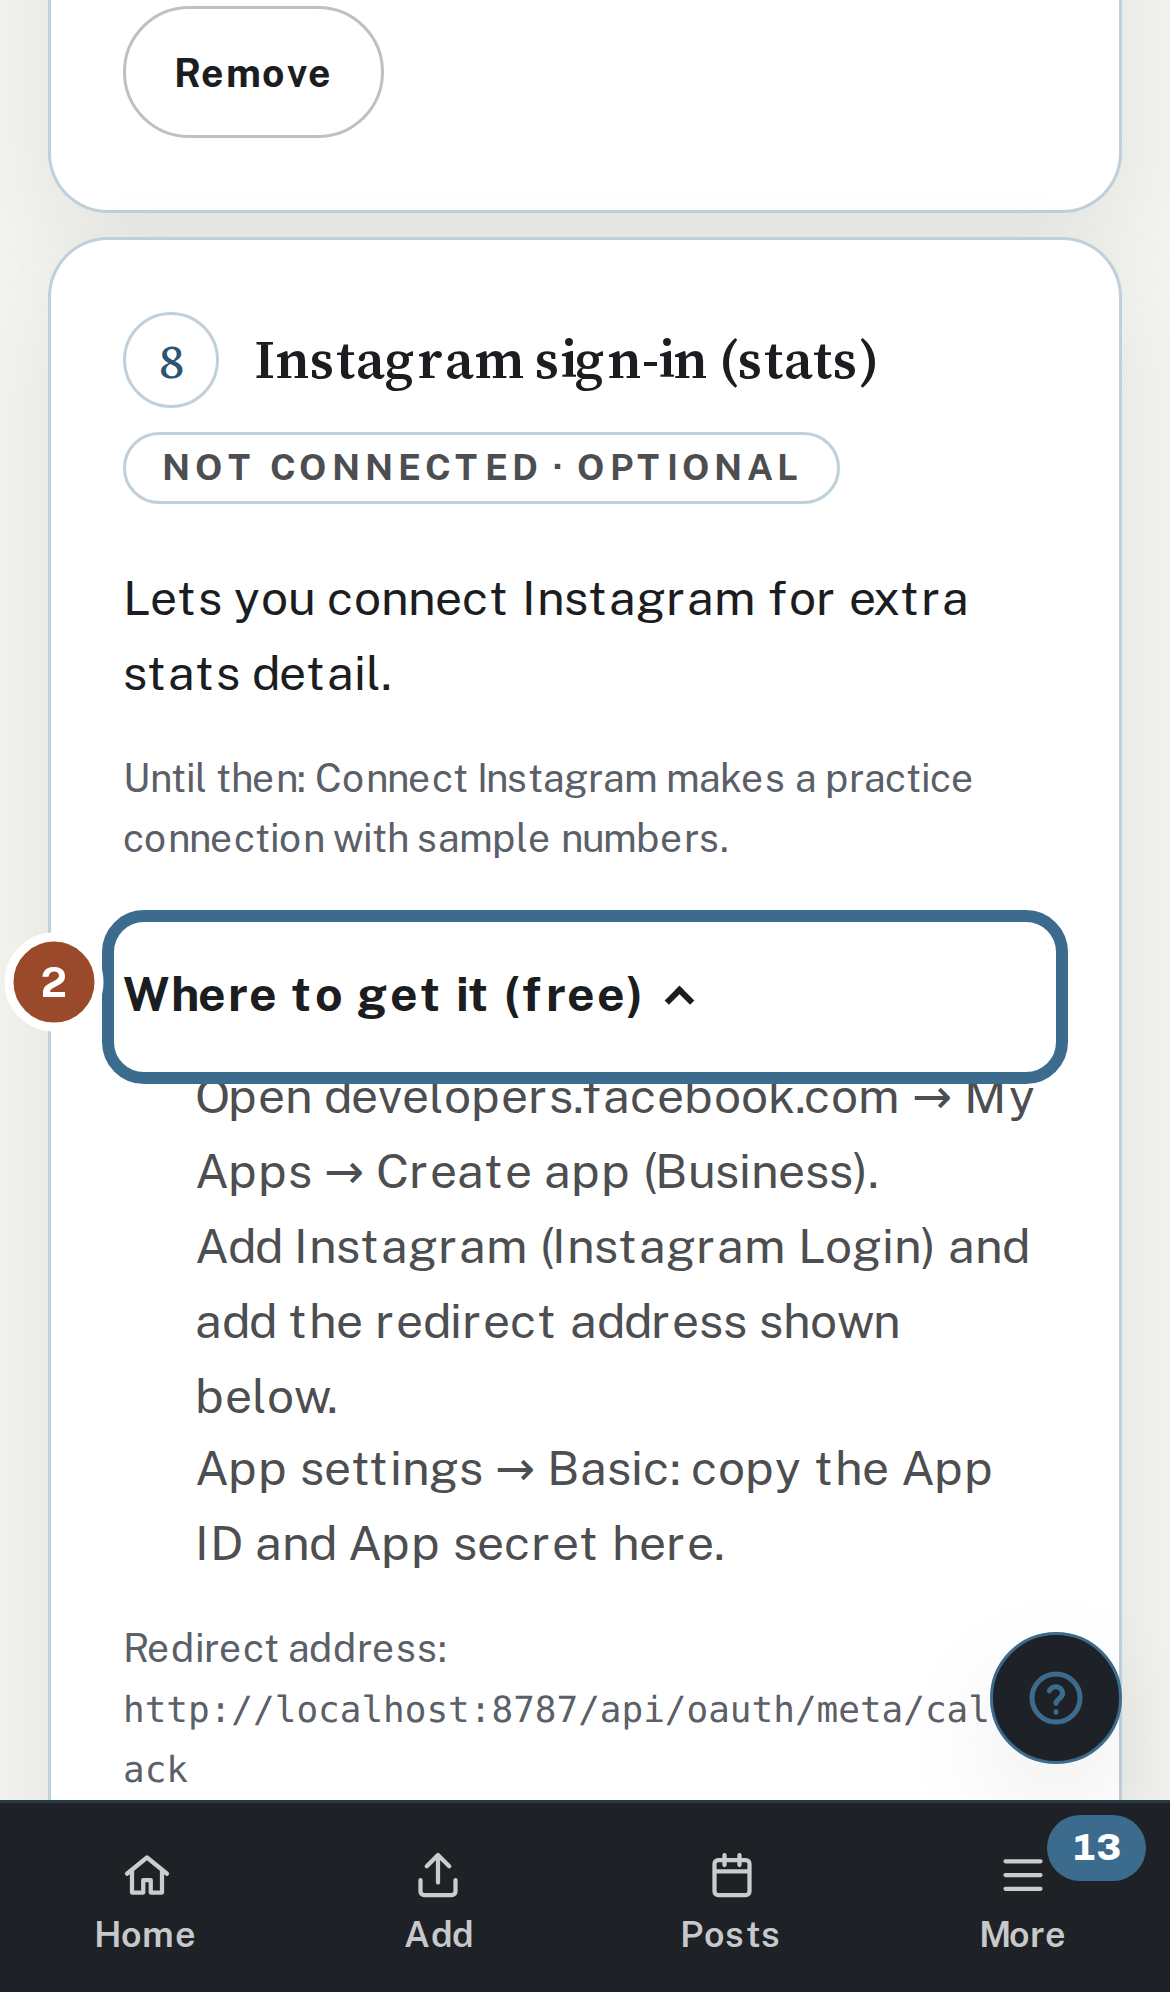 Remove
8
Instagram sign-in (stats)
NOT CONNECTED · OPTIONAL
Lets you connect Instagram for extra
stats detail.
Until then: Connect Instagram makes a practice
connection with sample numbers.
2
Where to get it (free)
Open developers.facebook.com → My
Apps → Create app (Business).
Add Instagram (Instagram Login) and
add the redirect address shown
below.
App settings → Basic: copy the App
ID and App secret here.
Redirect address:
http://localhost:8787/api/oauth/meta/cal
ack
13
Home
Add
Posts
More